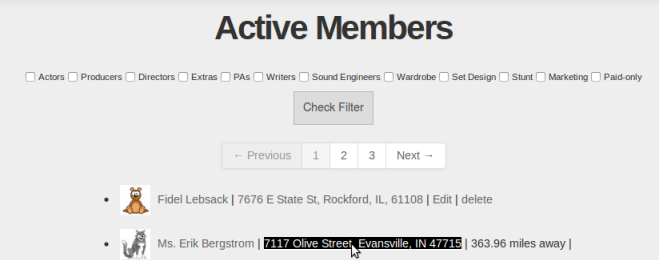 Active Members
Actors Producers Directors Extras PAs Writers Sound Engineers Wardrobe Set Design Stunt Marketing Paid-only
Check Filter
← Previous 1 2 3 Next →
Fidel Lebsack | 7676 E State St, Rockford, IL, 61108 | Edit | delete
Ms. Erik Bergstrom | 7117 Olive Street, Evansville, IN 47715 | 363.96 miles away |